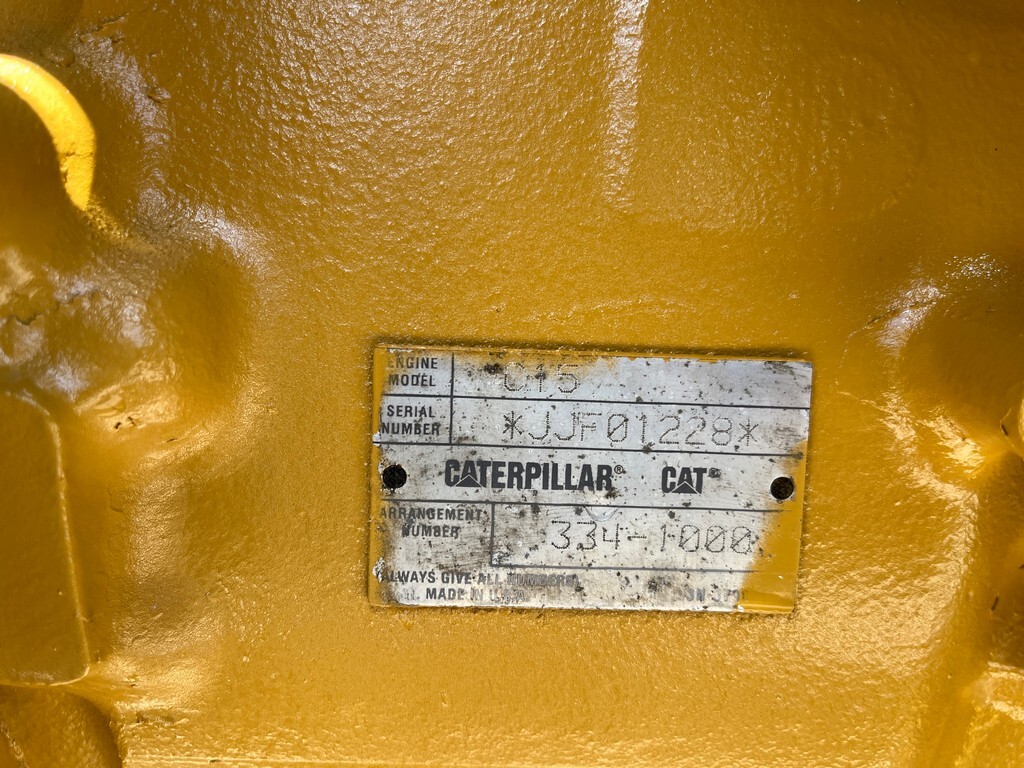 ENGINE MODEL C15
SERIAL NUMBER *JJF01228*
CATERPILLAR® CAT®
ARRANGEMENT NUMBER 334-1000
(ALWAYS GIVE ALL NUMBERS)
MADE IN U.S.A.